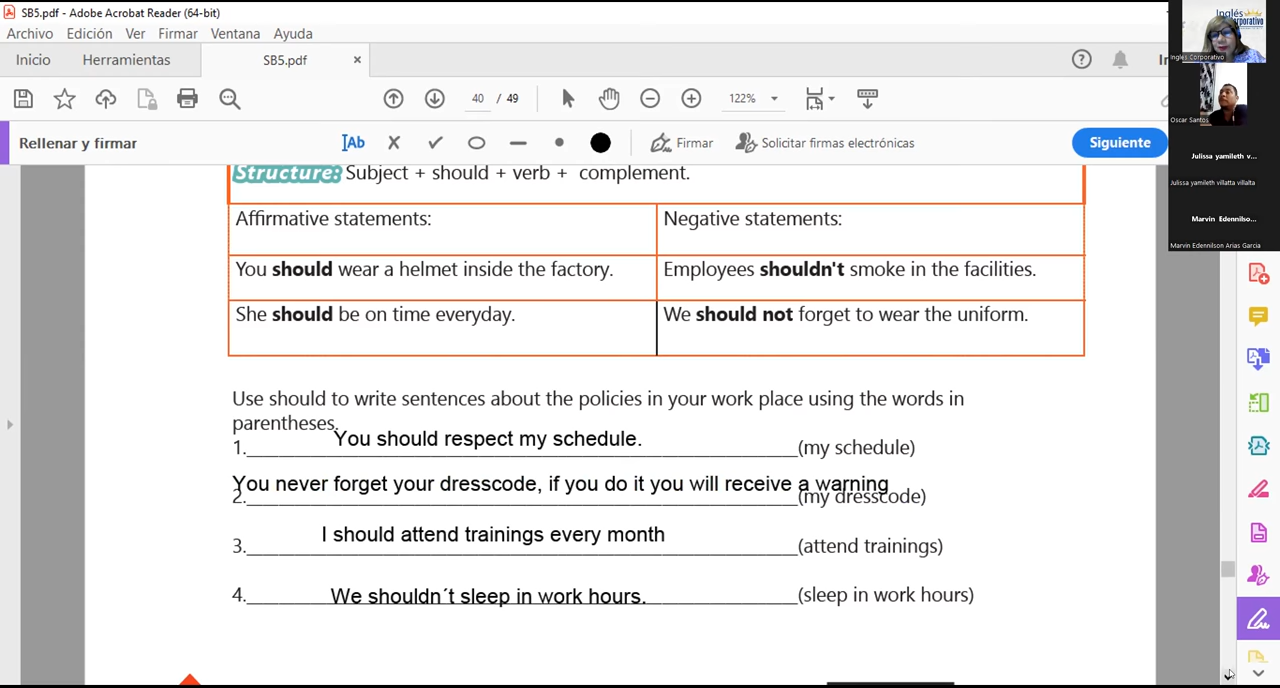 SB5.pdf - Adobe Acrobat Reader (64-bit)
Archivo Edición Ver Firmar Ventana Ayuda
Inicio Herramientas SB5.pdf ×
40 / 49 122%
Rellenar y firmar Ab Firmar Solicitar firmas electrónicas Siguiente
Structure: Subject + should + verb + complement.
Affirmative statements: Negative statements:
You should wear a helmet inside the factory. Employees shouldn't smoke in the facilities.
She should be on time everyday. We should not forget to wear the uniform.
Use should to write sentences about the policies in your work place using the words in
parentheses.
1. You should respect my schedule. (my schedule)
2. You never forget your dresscode, if you do it you will receive a warning (my dresscode)
3. I should attend trainings every month (attend trainings)
4. We shouldn´t sleep in work hours. (sleep in work hours)
Inglés
Inglés Corporativo
Oscar Santos
Julissa yamileth v...
Julissa yamileth villatta villalta
Marvin Edennilso...
Marvin Edennilson Arias Garcia